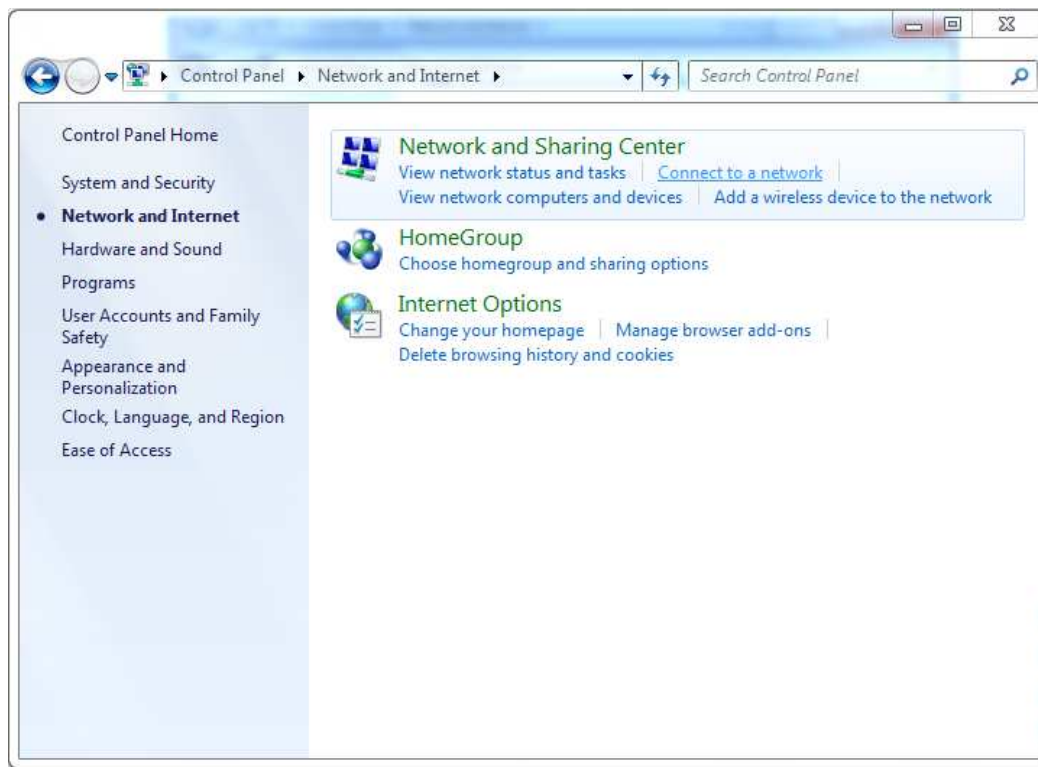 Control Panel Network and Internet Search Control Panel
Control Panel Home
System and Security
Network and Internet
Hardware and Sound
Programs
User Accounts and Family
Safety
Appearance and
Personalization
Clock, Language, and Region
Ease of Access
Network and Sharing Center
View network status and tasks Connect to a network
View network computers and devices Add a wireless device to the network
HomeGroup
Choose homegroup and sharing options
Internet Options
Change your homepage Manage browser add-ons
Delete browsing history and cookies